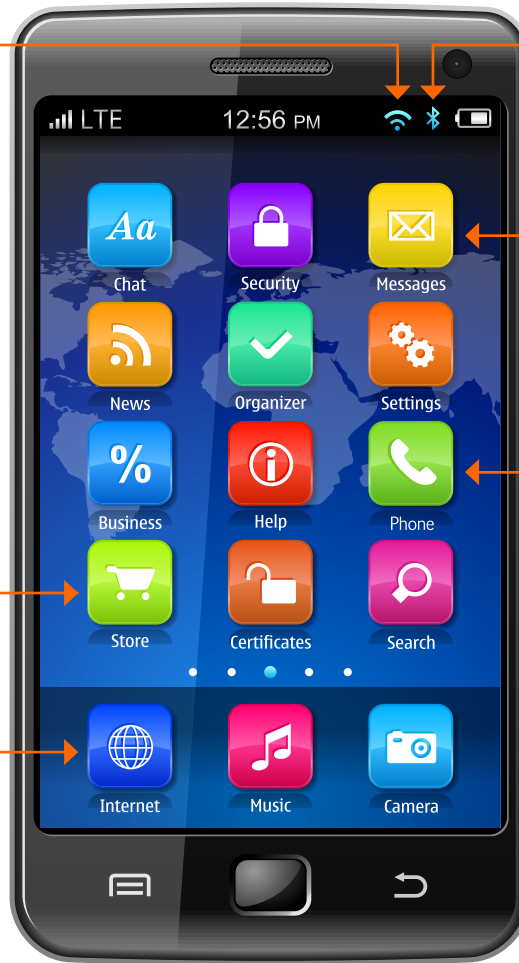 LTE 12:56 PM
Aa
Chat Security Messages
News Organizer Settings
%
Business Help Phone
Store Certificates Search
Internet Music Camera